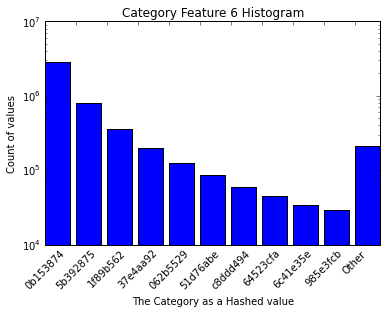 Category Feature 6 Histogram
10^7
10^6
10^5
10^4
Count of values
0b153874
5b392875
1f89b562
37e4aa92
062b5529
51d76abe
c8ddd494
64523cfa
6c41e35e
985e3fcb
Other
The Category as a Hashed value